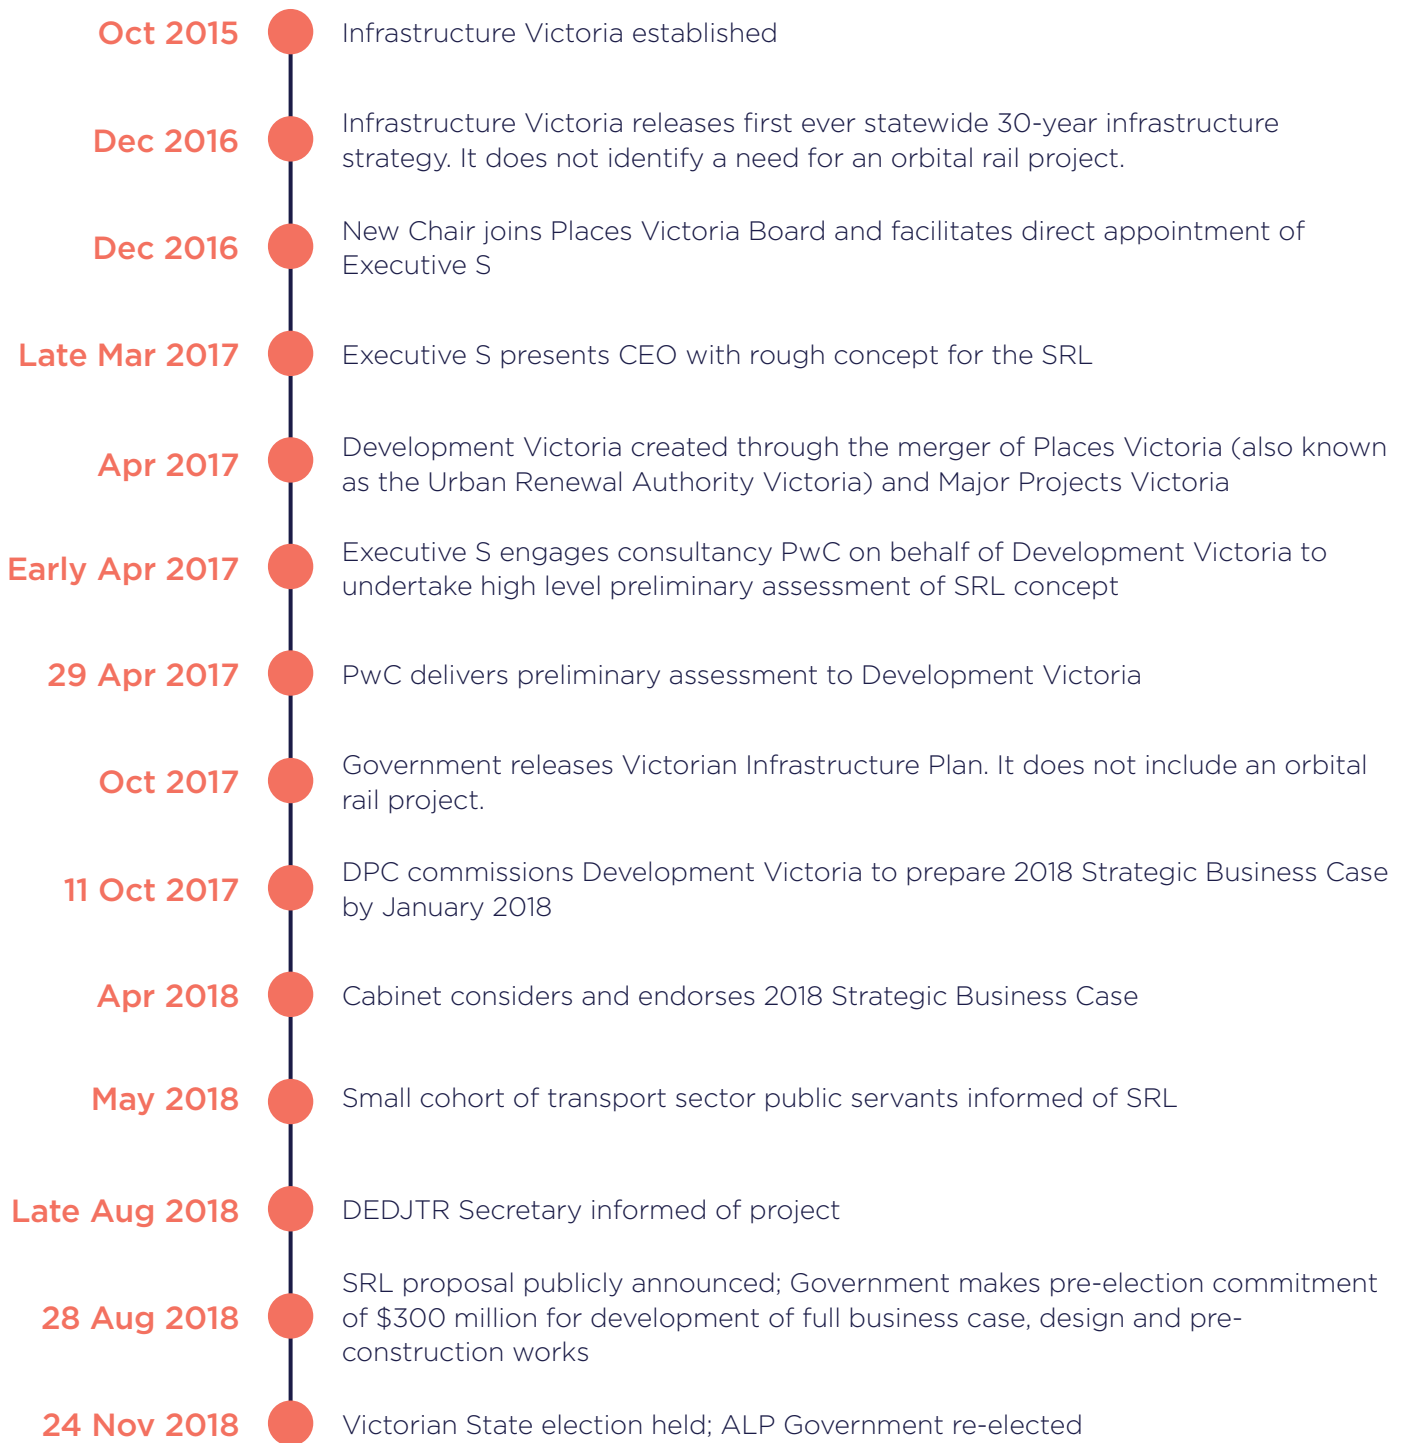 Oct 2015
Infrastructure Victoria established
Dec 2016
Infrastructure Victoria releases first ever statewide 30-year infrastructure
strategy. It does not identify a need for an orbital rail project.
Dec 2016
New Chair joins Places Victoria Board and facilitates direct appointment of
Executive S
Late Mar 2017
Executive S presents CEO with rough concept for the SRL
Apr 2017
Development Victoria created through the merger of Places Victoria (also known
as the Urban Renewal Authority Victoria) and Major Projects Victoria
Early Apr 2017
Executive S engages consultancy PwC on behalf of Development Victoria to
undertake high level preliminary assessment of SRL concept
29 Apr 2017
PwC delivers preliminary assessment to Development Victoria
Oct 2017
Government releases Victorian Infrastructure Plan. It does not include an orbital
rail project.
11 Oct 2017
DPC commissions Development Victoria to prepare 2018 Strategic Business Case
by January 2018
Apr 2018
Cabinet considers and endorses 2018 Strategic Business Case
May 2018
Small cohort of transport sector public servants informed of SRL
Late Aug 2018
DEDJTR Secretary informed of project
28 Aug 2018
SRL proposal publicly announced; Government makes pre-election commitment
of $300 million for development of full business case, design and pre-
construction works
24 Nov 2018
Victorian State election held; ALP Government re-elected